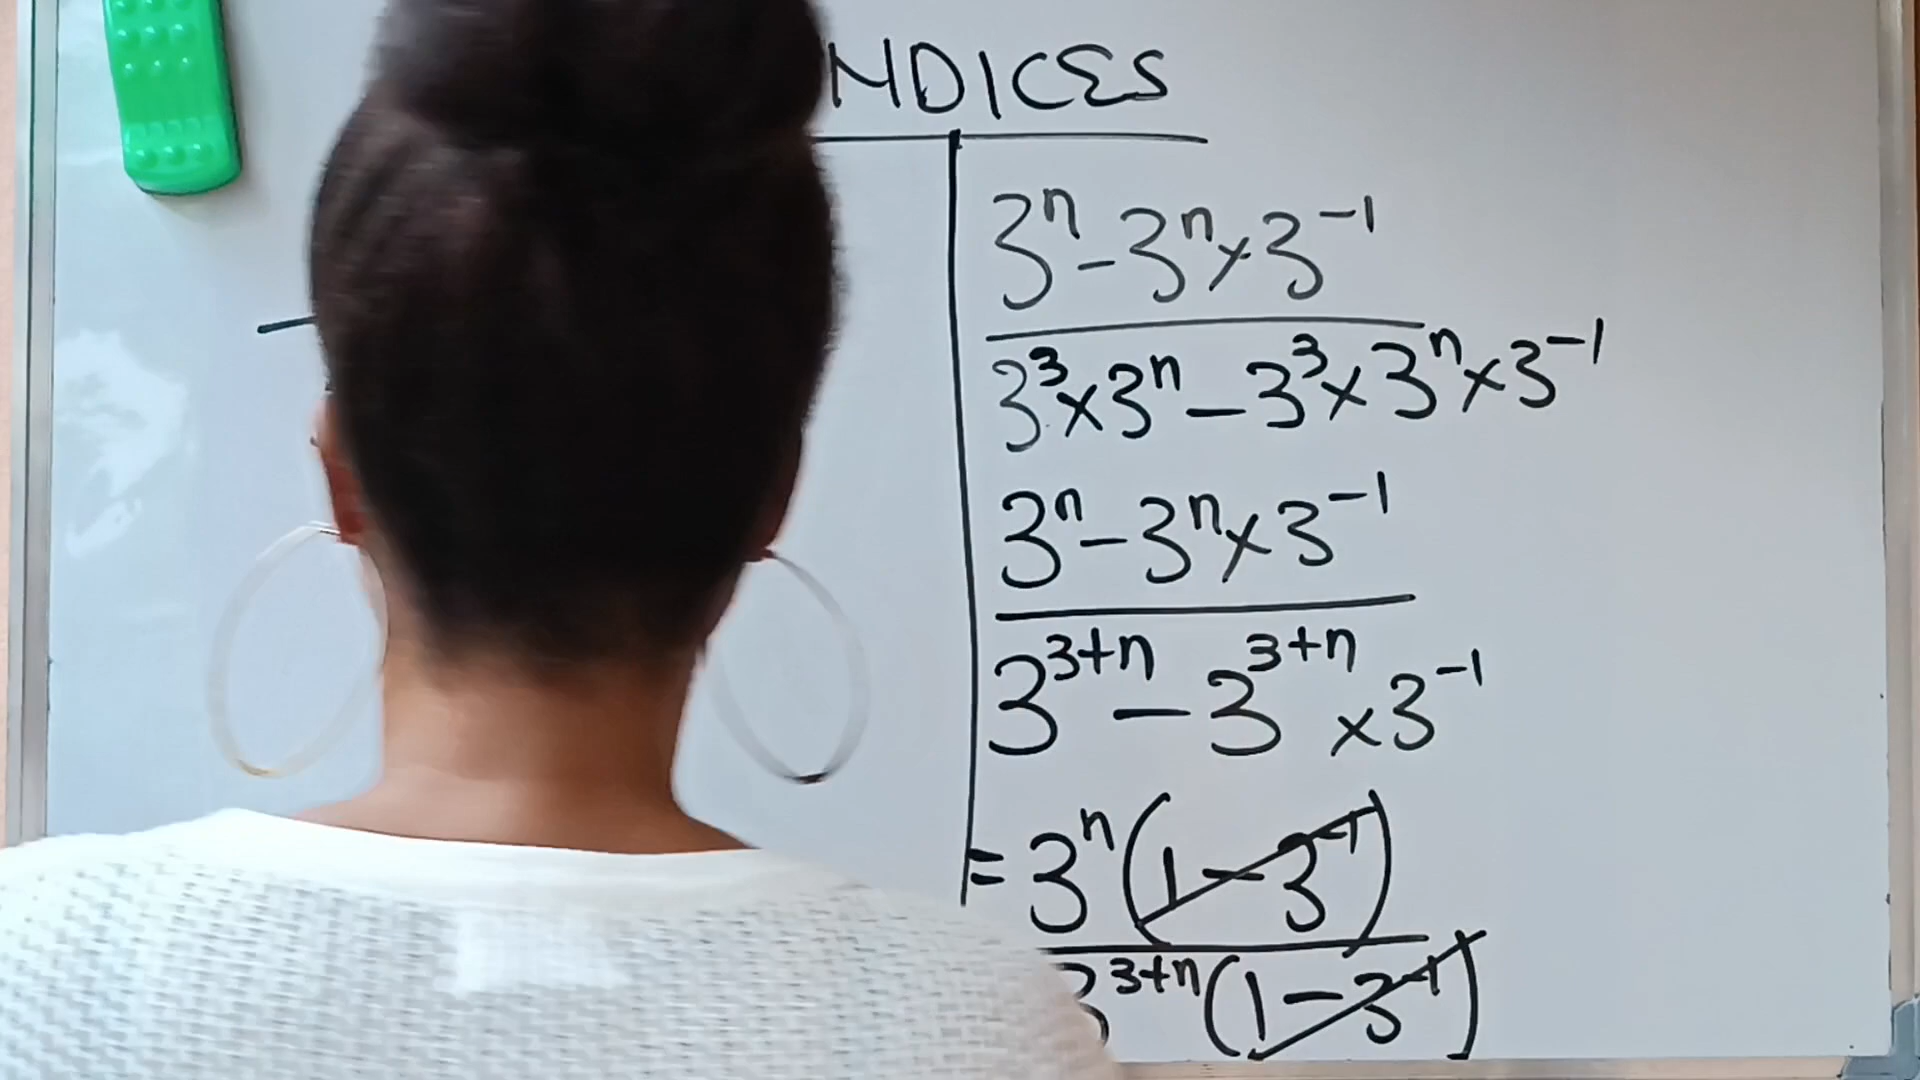 NDICES
3ⁿ - 3ⁿ × 3⁻¹
3³ × 3ⁿ - 3³ × 3ⁿ × 3⁻¹
3ⁿ - 3ⁿ × 3⁻¹
3³⁺ⁿ - 3³⁺ⁿ × 3⁻¹
= 3ⁿ (1 - 3⁻¹)
3³⁺ⁿ (1 - 3⁻¹)